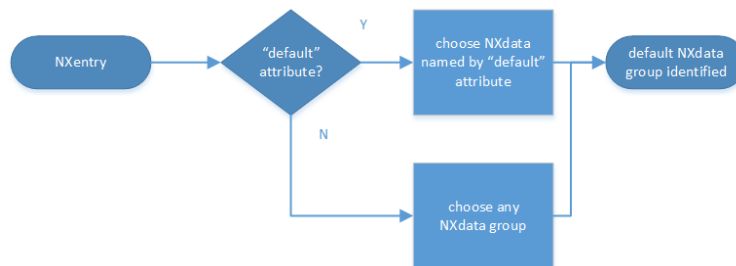 NXentry
"default"
attribute?
Y
choose NXdata
named by "default"
attribute
default NXdata
group identified
N
choose any
NXdata group